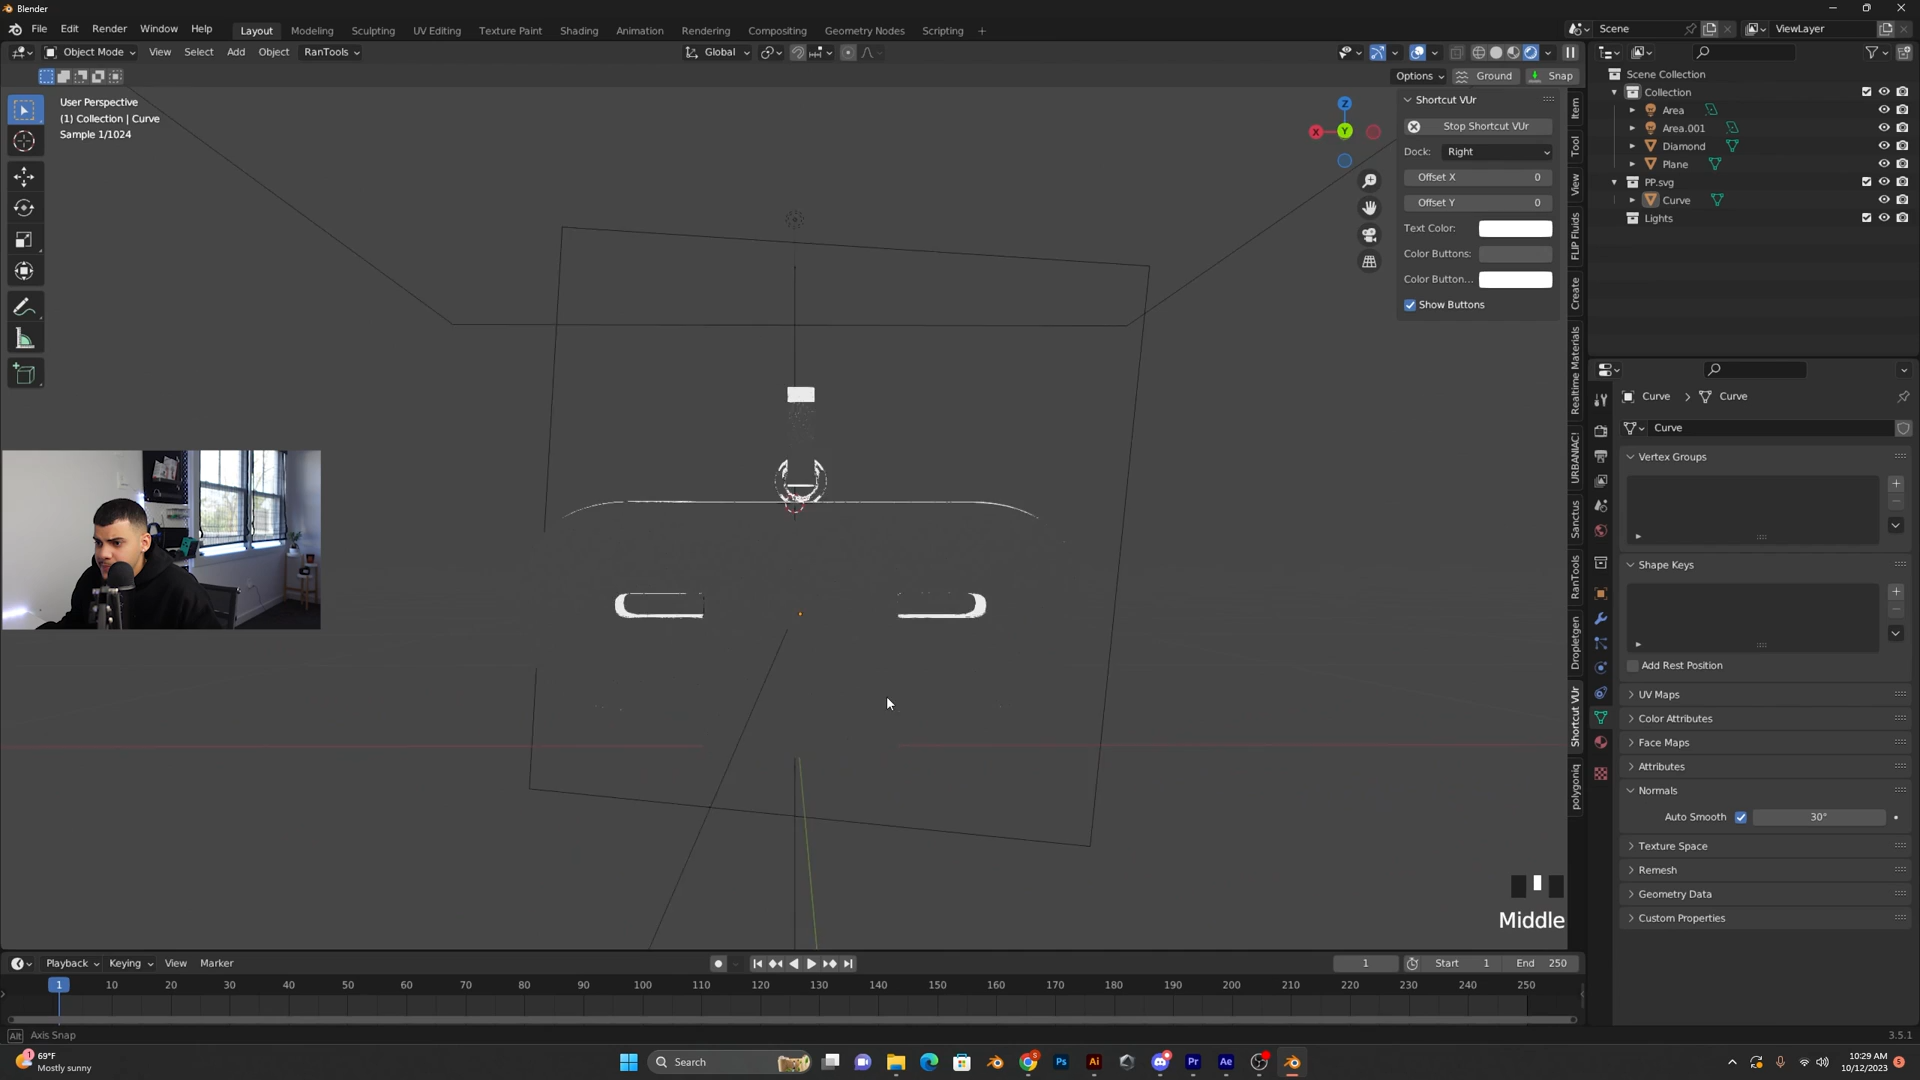 Blender
File Edit Render Window Help
Layout Modeling Sculpting UV Editing Texture Paint Shading Animation Rendering Compositing Geometry Nodes Scripting +
Scene
ViewLayer
Object Mode View Select Add Object RanTools
Global
Options Ground Snap
User Perspective
(1) Collection | Curve
Sample 1/1024
Z
X
Y
Shortcut VUr
Stop Shortcut VUr
Dock: Right
Offset X 0
Offset Y 0
Text Color:
Color Buttons:
Color Button...
Show Buttons
Item
Tool
View
FLIP Fluids
Create
Realtime Materials
URBANIAC!
Sanctus
RanTools
Dropletgen
Shortcut VUr
polygoniq
Scene Collection
Collection
Area
Area.001
Diamond
Plane
PP.svg
Curve
Lights
Curve > Curve
Curve
Vertex Groups
Shape Keys
Add Rest Position
UV Maps
Color Attributes
Face Maps
Attributes
Normals
Auto Smooth 30°
Texture Space
Remesh
Geometry Data
Custom Properties
Middle
Playback Keying View Marker
1 Start 1 End 250
1 10 20 30 40 50 60 70 80 90 100 110 120 130 140 150 160 170 180 190 200 210 220 230 240 250
Alt Axis Snap
3.5.1
1 69°F
Mostly sunny
Search
Ps Ai Pr Ae
10:29 AM
10/12/2023
5